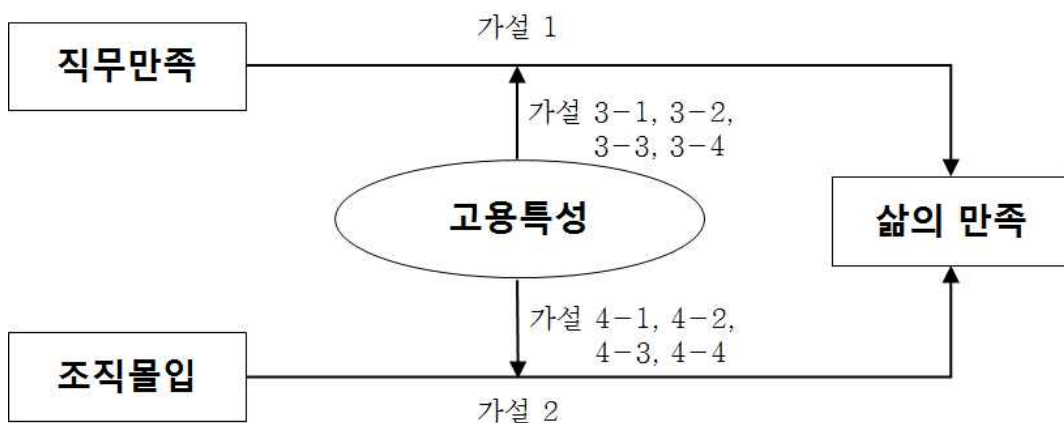 가설 1
직무만족
가설 3-1, 3-2,
3-3, 3-4
고용특성
삶의 만족
가설 4-1, 4-2,
4-3, 4-4
조직몰입
가설 2